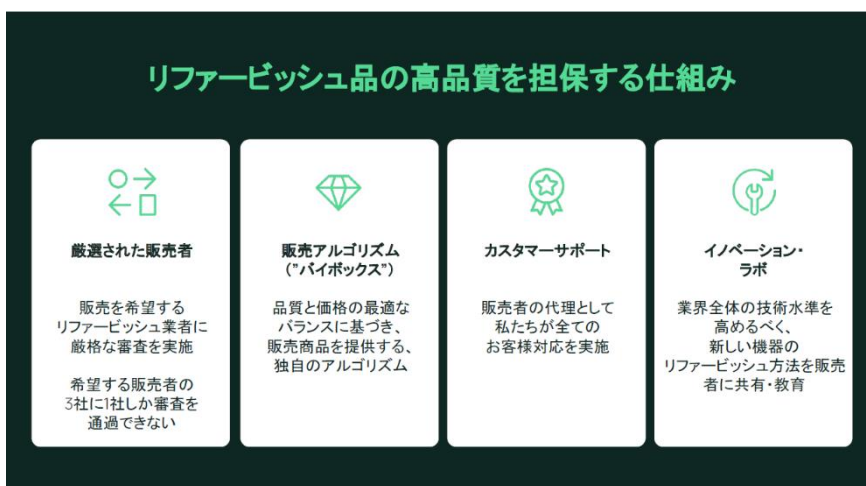 リファービッシュ品の高品質を担保する仕組み
厳選された販売者
販売を希望する
リファービッシュ業者に
厳格な審査を実施
希望する販売者の
3社に1社しか審査を
通過できない
販売アルゴリズム
(”バイボックス”)
品質と価格の最適な
バランスに基づき、
販売商品を提供する、
独自のアルゴリズム
カスタマーサポート
販売者の代理として
私たちが全ての
お客様対応を実施
イノベーション・
ラボ
業界全体の技術水準を
高めるべく、
新しい機器の
リファービッシュ方法を販売
者に共有・教育